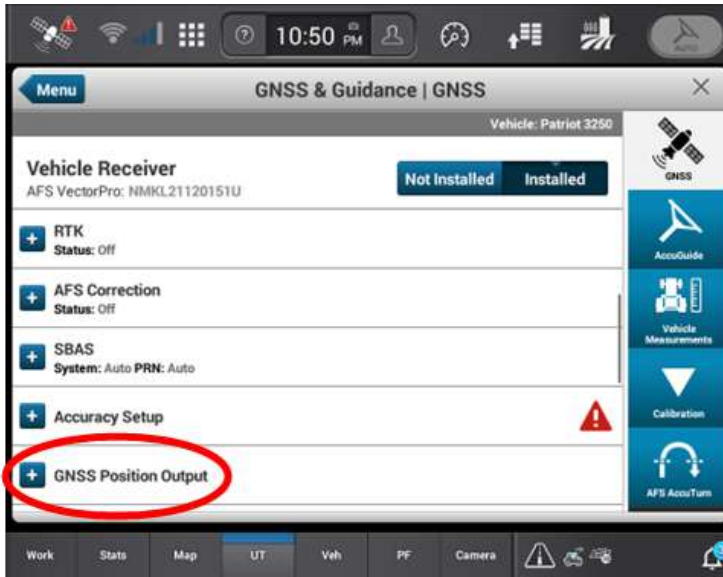 10:50 PM
AUTO
Menu
GNSS & Guidance | GNSS
Vehicle: Patriot 3250
Vehicle Receiver
AFS VectorPro: NMKL21120151U
Not Installed
Installed
RTK
Status: Off
AFS Correction
Status: Off
SBAS
System: Auto PRN: Auto
Accuracy Setup
GNSS Position Output
GNSS
AccuGuide
Vehicle
Measurements
Calibration
AFS AccuTurn
Work
Stats
Map
UT
Veh
PF
Camera